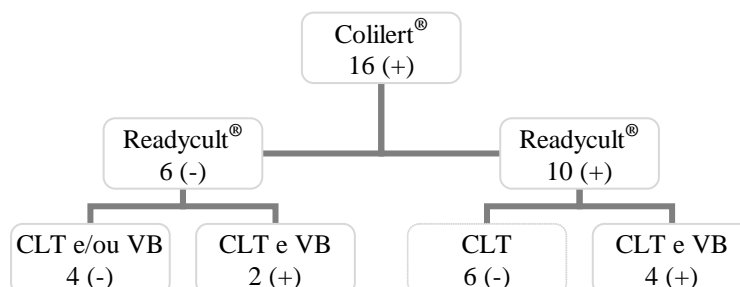 Colilert®
16 (+)
Readycult®
6 (-)
Readycult®
10 (+)
CLT e/ou VB
4 (-)
CLT e VB
2 (+)
CLT
6 (-)
CLT e VB
4 (+)